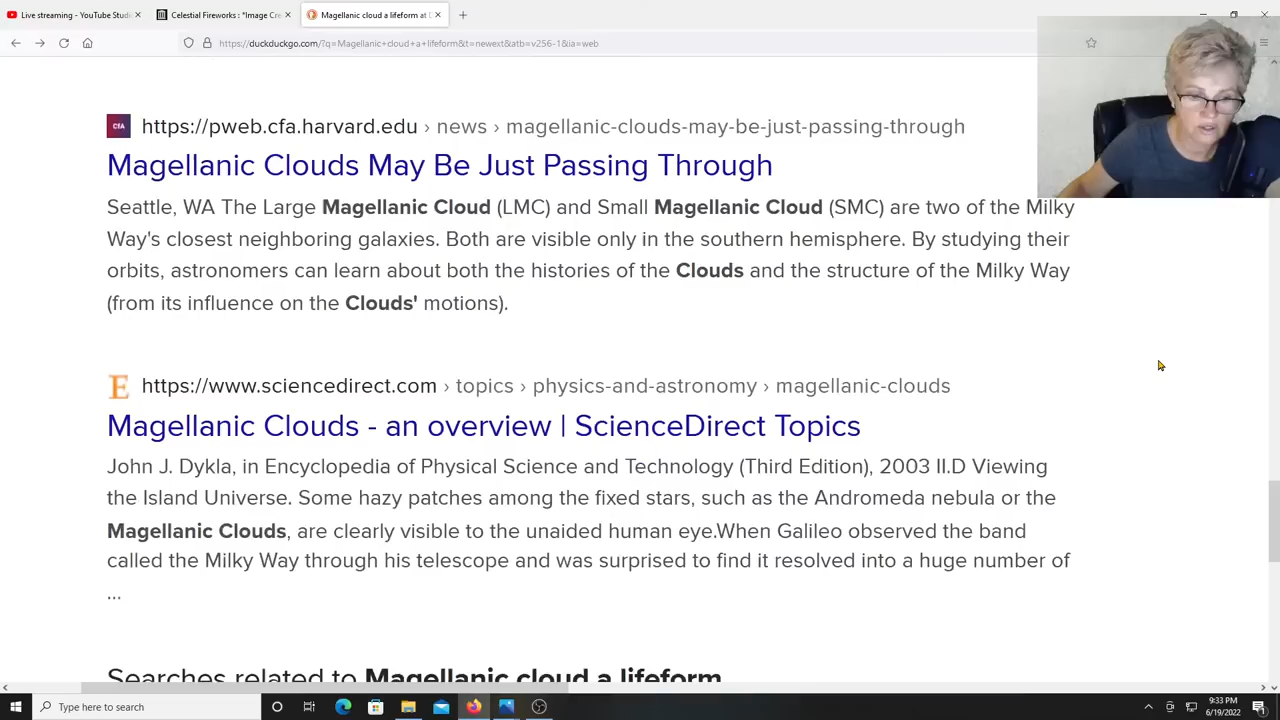 Live streaming - YouTube Studi
Celestial Fireworks : "Image Cre
Magellanic cloud a lifeform at D
https://duckduckgo.com/?q=Magellanic+cloud+a+lifeform&t=newext&atb=v256-1&ia=web
CfA
https://pweb.cfa.harvard.edu › news › magellanic-clouds-may-be-just-passing-through
Magellanic Clouds May Be Just Passing Through
Seattle, WA The Large Magellanic Cloud (LMC) and Small Magellanic Cloud (SMC) are two of the Milky
Way's closest neighboring galaxies. Both are visible only in the southern hemisphere. By studying their
orbits, astronomers can learn about both the histories of the Clouds and the structure of the Milky Way
(from its influence on the Clouds' motions).
E
https://www.sciencedirect.com › topics › physics-and-astronomy › magellanic-clouds
Magellanic Clouds - an overview | ScienceDirect Topics
John J. Dykla, in Encyclopedia of Physical Science and Technology (Third Edition), 2003 II.D Viewing
the Island Universe. Some hazy patches among the fixed stars, such as the Andromeda nebula or the
Magellanic Clouds, are clearly visible to the unaided human eye.When Galileo observed the band
called the Milky Way through his telescope and was surprised to find it resolved into a huge number of
...
Searches related to Magellanic cloud a lifeform
Type here to search
9:33 PM
6/19/2022